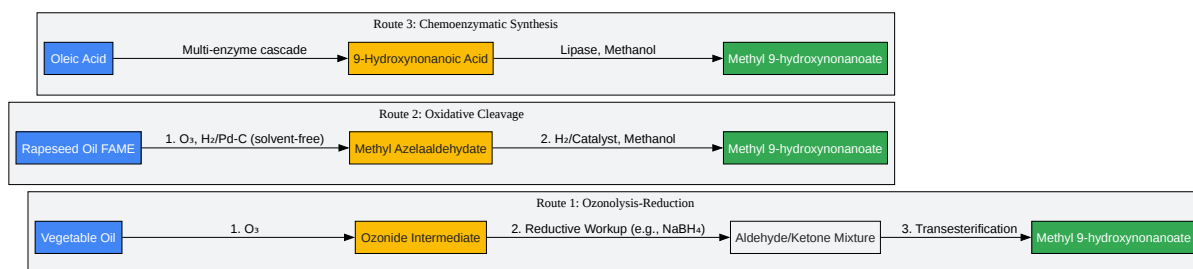 Route 3: Chemoenzymatic Synthesis
Oleic Acid
Multi-enzyme cascade
9-Hydroxynonanoic Acid
Lipase, Methanol
Methyl 9-hydroxynonanoate
Route 2: Oxidative Cleavage
Rapeseed Oil FAME
1. O₃, H₂/Pd-C (solvent-free)
Methyl Azelaaldehydate
2. H₂/Catalyst, Methanol
Methyl 9-hydroxynonanoate
Route 1: Ozonolysis-Reduction
Vegetable Oil
1. O₃
Ozonide Intermediate
2. Reductive Workup (e.g., NaBH₄)
Aldehyde/Ketone Mixture
3. Transesterification
Methyl 9-hydroxynonanoate